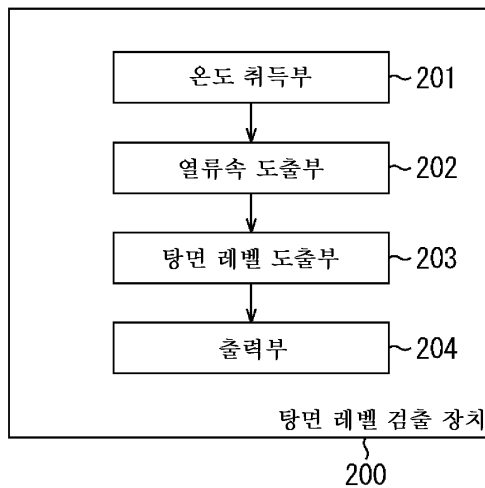 온도 취득부
201
열류속 도출부
202
탕면 레벨 도출부
203
출력부
204
탕면 레벨 검출 장치
200